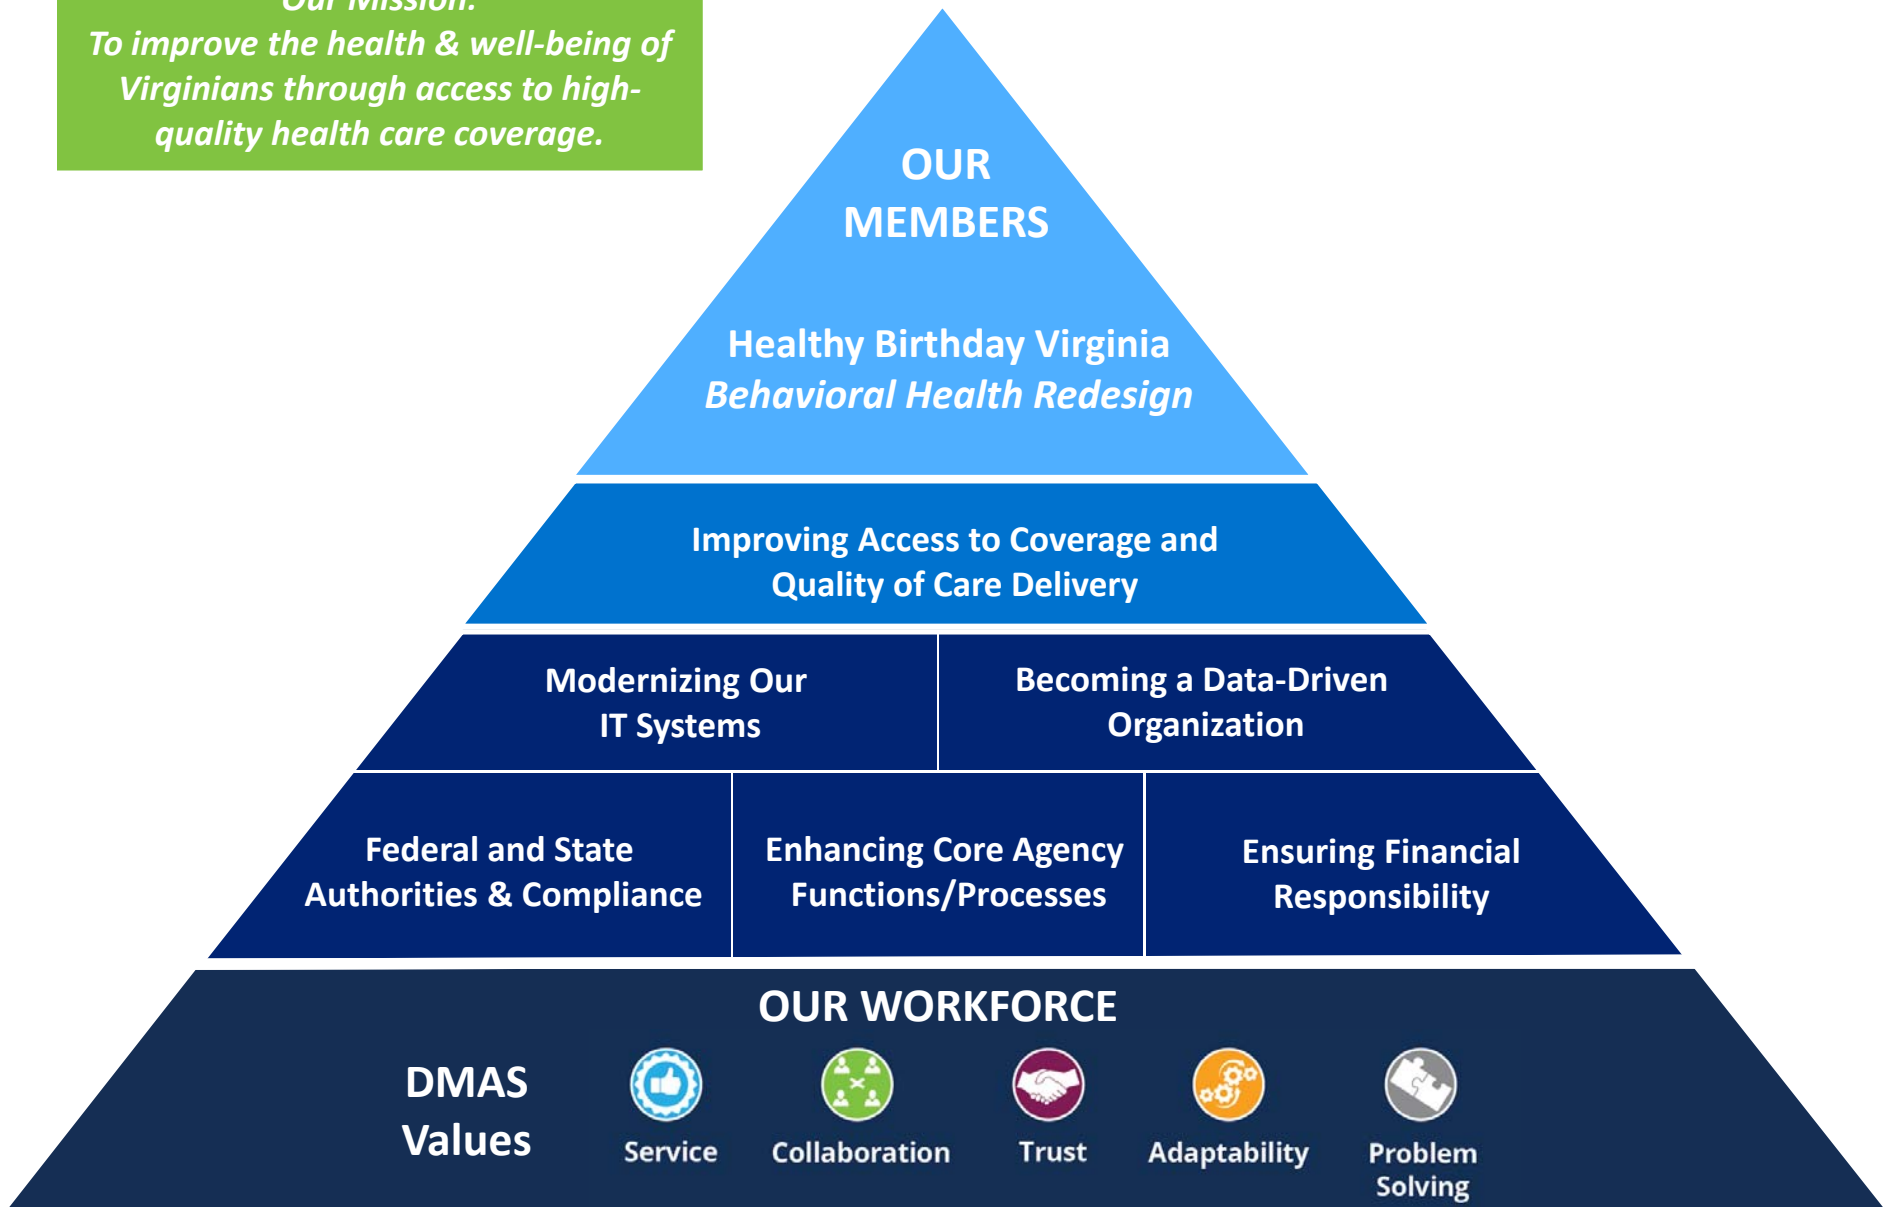 Our Mission:
To improve the health & well-being of
Virginians through access to high-
quality health care coverage.
OUR
MEMBERS
Healthy Birthday Virginia
Behavioral Health Redesign
Improving Access to Coverage and
Quality of Care Delivery
Modernizing Our
IT Systems
Becoming a Data-Driven
Organization
Federal and State
Authorities & Compliance
Enhancing Core Agency
Functions/Processes
Ensuring Financial
Responsibility
OUR WORKFORCE
DMAS
Values
Service
Collaboration
Trust
Adaptability
Problem
Solving